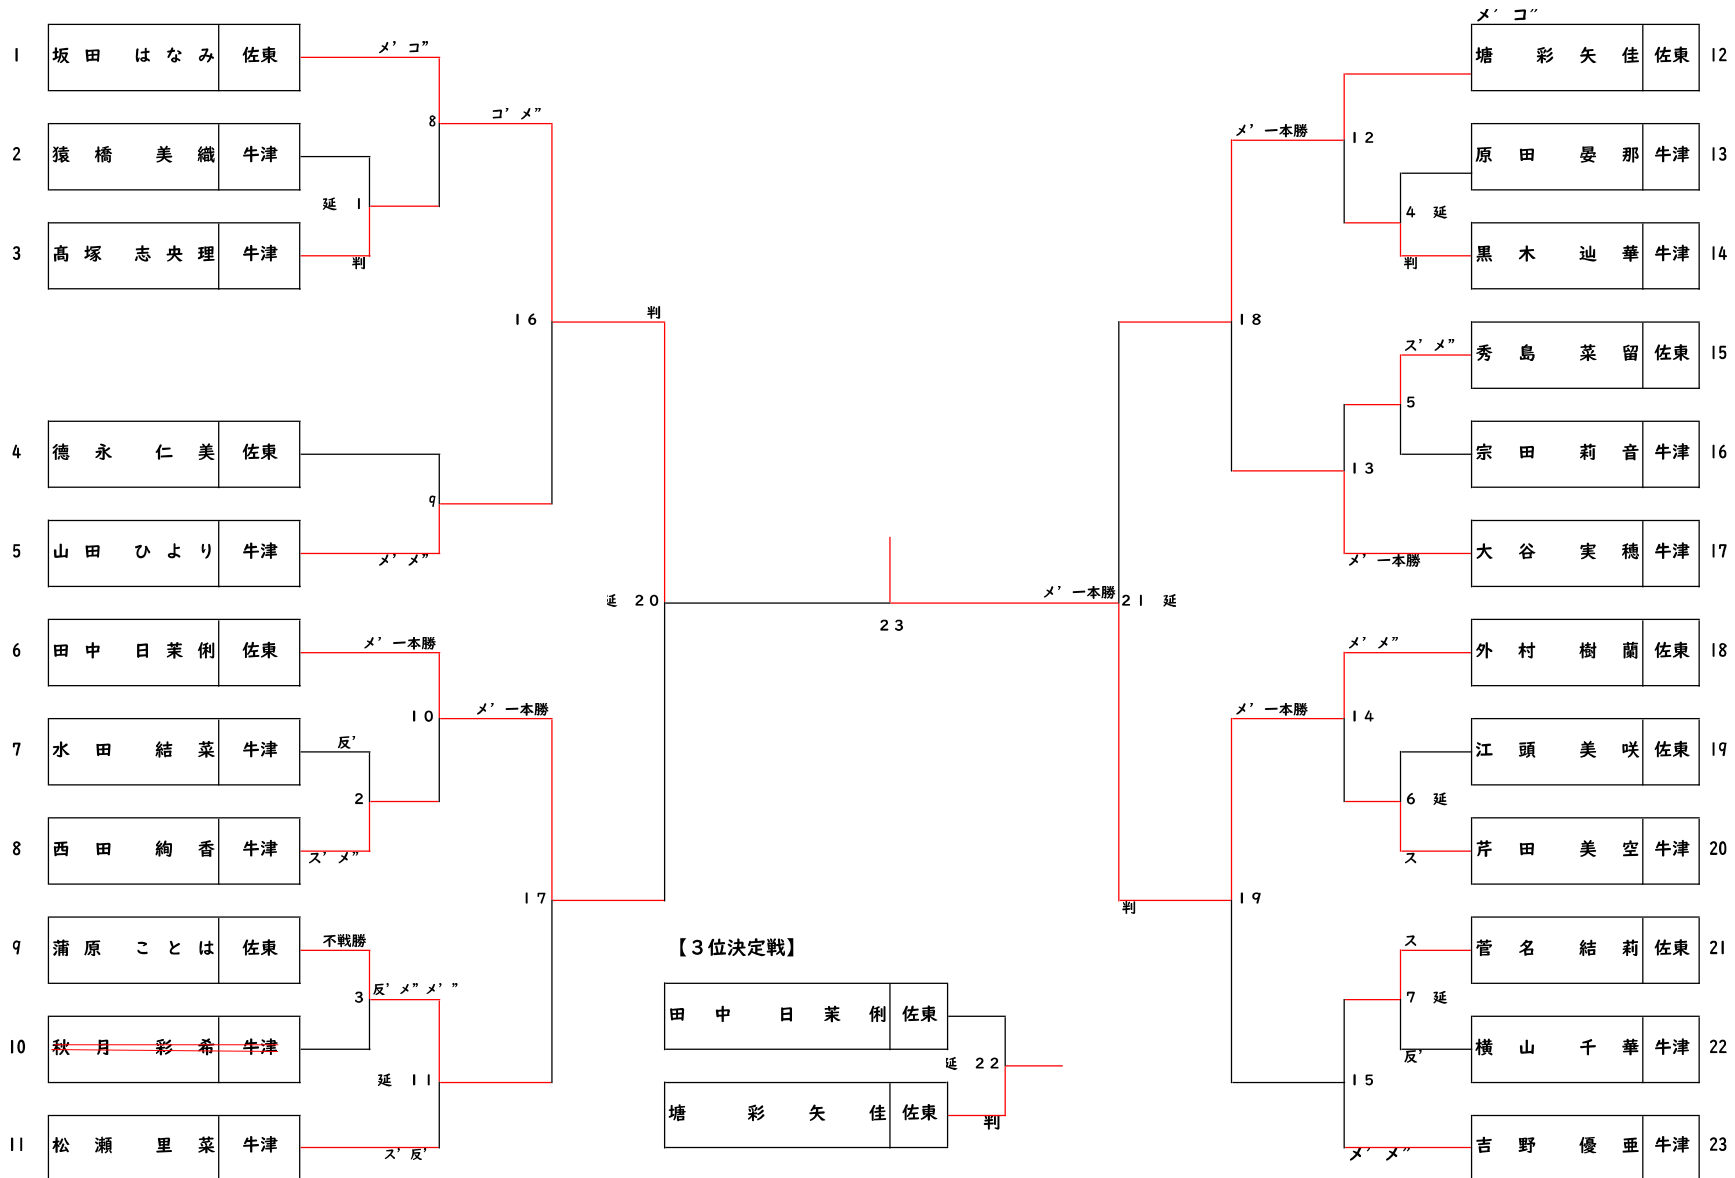 1 坂田 はなみ 佐東
2 猿橋 美織 牛津
3 髙塚 志央理 牛津
4 德永 仁美 佐東
5 山田 ひより 牛津
6 田中 日茉俐 佐東
7 水田 結菜 牛津
8 西田 絢香 牛津
9 蒲原 ことは 佐東
10 秋月 彩希 牛津
11 松瀬 里菜 牛津
メ’ コ”
8
延 1
判
コ’ メ”
16
9
メ’ メ”
メ’ 一本勝
10
反’
2
ス’ メ”
メ’ 一本勝
17
不戦勝
3
反’ メ” メ’ ”
延 11
ス’ 反’
判
延 20
23
メ’ 一本勝
21 延
判
【３位決定戦】
田中 日茉俐 佐東
延 22
塘 彩矢佳 佐東
判
メ’ コ”
塘 彩矢佳 佐東 12
原田 晏那 牛津 13
黒木 辿華 牛津 14
秀島 菜留 佐東 15
宗田 莉音 牛津 16
大谷 実穂 牛津 17
外村 樹蘭 佐東 18
江頭 美咲 佐東 19
芹田 美空 牛津 20
菅名 結莉 佐東 21
横山 千華 牛津 22
吉野 優亜 牛津 23
メ’ 一本勝
12
4 延
判
18
ス’ メ”
5
13
メ’ 一本勝
メ’ メ”
メ’ 一本勝
14
6 延
ス
19
ス
7 延
反’
15
メ’ メ”